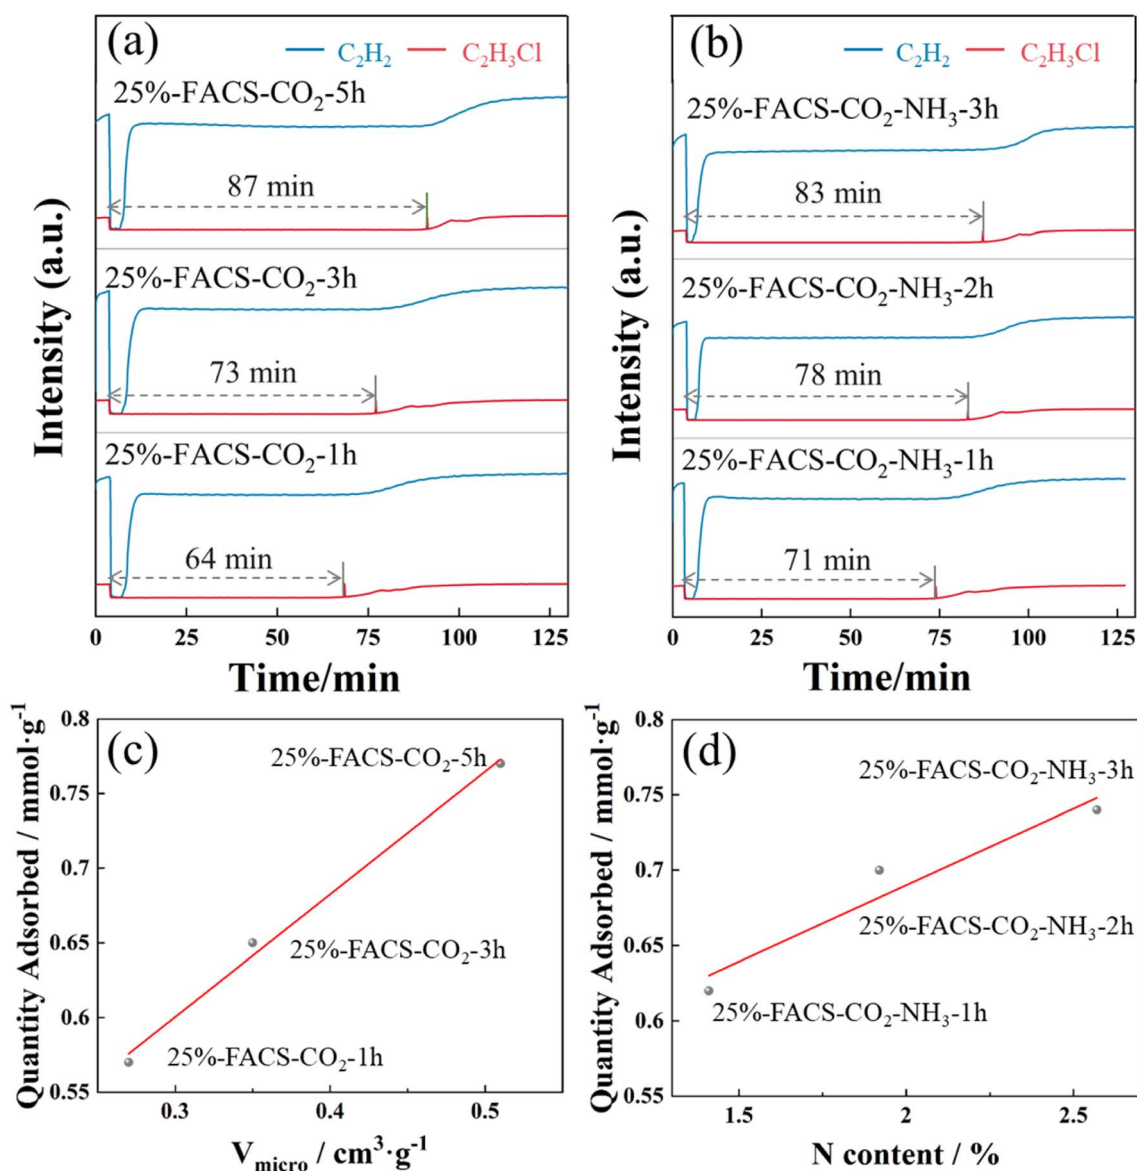 (a)
C₂H₂ C₂H₃Cl
25%-FACS-CO₂-5h
87 min
25%-FACS-CO₂-3h
73 min
25%-FACS-CO₂-1h
64 min
Intensity (a.u.)
0 25 50 75 100 125
Time/min
(b)
C₂H₂ C₂H₃Cl
25%-FACS-CO₂-NH₃-3h
83 min
25%-FACS-CO₂-NH₃-2h
78 min
25%-FACS-CO₂-NH₃-1h
71 min
Intensity (a.u.)
0 25 50 75 100 125
Time/min
(c)
0.8
0.75
0.7
0.65
0.6
0.55
Quantity Adsorbed / mmol·g⁻¹
25%-FACS-CO₂-5h
25%-FACS-CO₂-3h
25%-FACS-CO₂-1h
0.3 0.4 0.5
V_micro / cm³·g⁻¹
(d)
0.8
0.75
0.7
0.65
0.6
0.55
Quantity Adsorbed / mmol·g⁻¹
25%-FACS-CO₂-NH₃-3h
25%-FACS-CO₂-NH₃-2h
25%-FACS-CO₂-NH₃-1h
1.5 2 2.5
N content / %